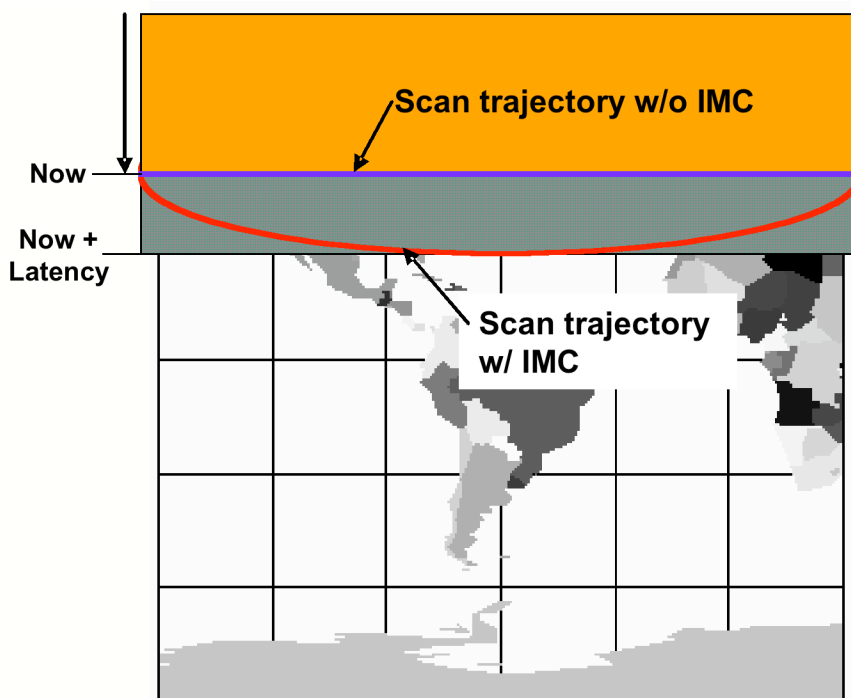 Scan trajectory w/o IMC
Now
Now +
Latency
Scan trajectory
w/ IMC